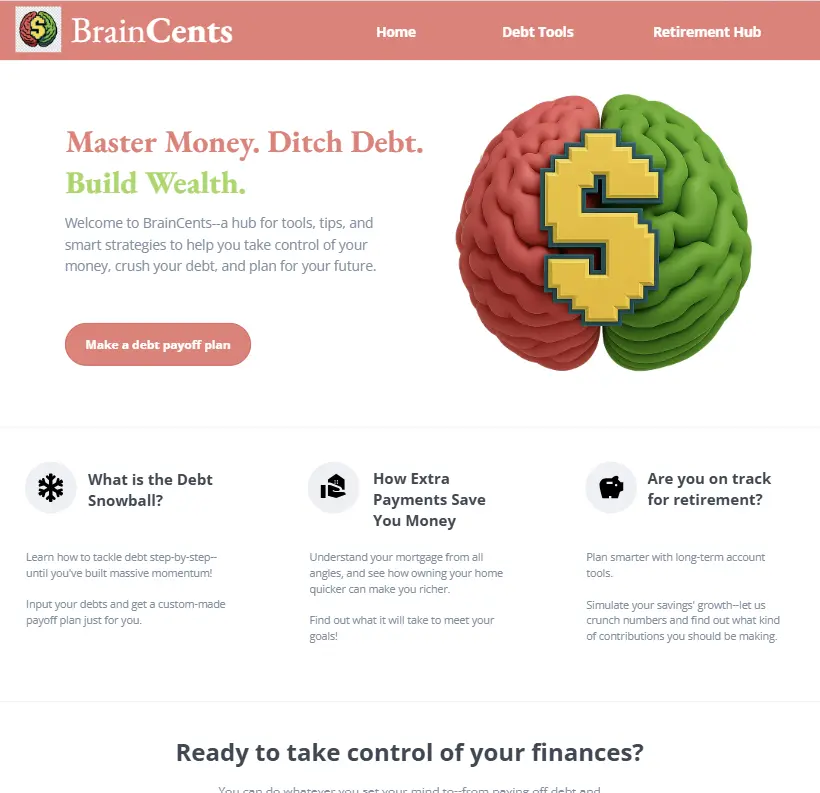 BrainCents
Home
Debt Tools
Retirement Hub
Master Money. Ditch Debt.
Build Wealth.
Welcome to BrainCents--a hub for tools, tips, and
smart strategies to help you take control of your
money, crush your debt, and plan for your future.
Make a debt payoff plan
What is the Debt
Snowball?
Learn how to tackle debt step-by-step--
until you've built massive momentum!
Input your debts and get a custom-made
payoff plan just for you.
How Extra
Payments Save
You Money
Understand your mortgage from all
angles, and see how owning your home
quicker can make you richer.
Find out what it will take to meet your
goals!
Are you on track
for retirement?
Plan smarter with long-term account
tools.
Simulate your savings' growth--let us
crunch numbers and find out what kind
of contributions you should be making.
Ready to take control of your finances?
You can do whatever you set your mind to--from paying off debt and